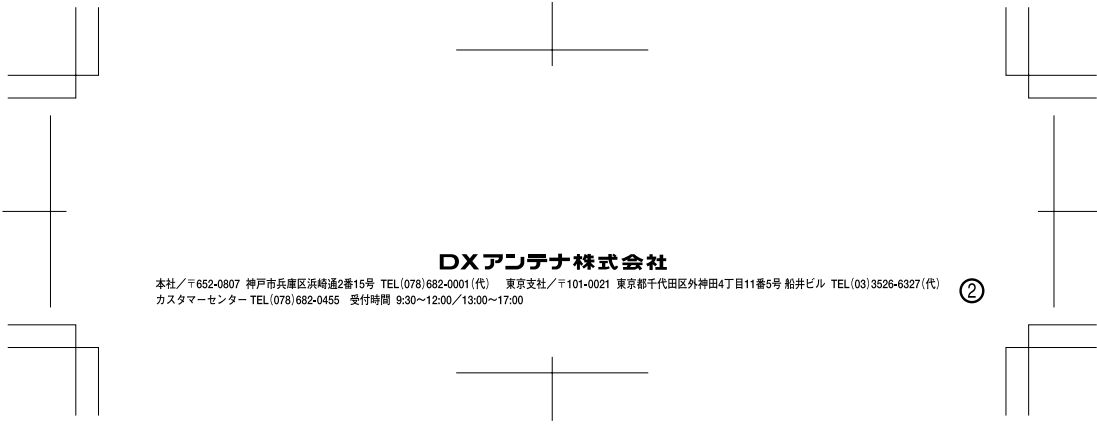 DXアンテナ株式会社
本社／〒652-0807 神戸市兵庫区浜崎通2番15号 TEL(078)682-0001(代) 東京支社／〒101-0021 東京都千代田区外神田4丁目11番5号 船井ビル TEL(03)3526-6327(代)
カスタマーセンター TEL(078)682-0455 受付時間 9:30〜12:00／13:00〜17:00
②